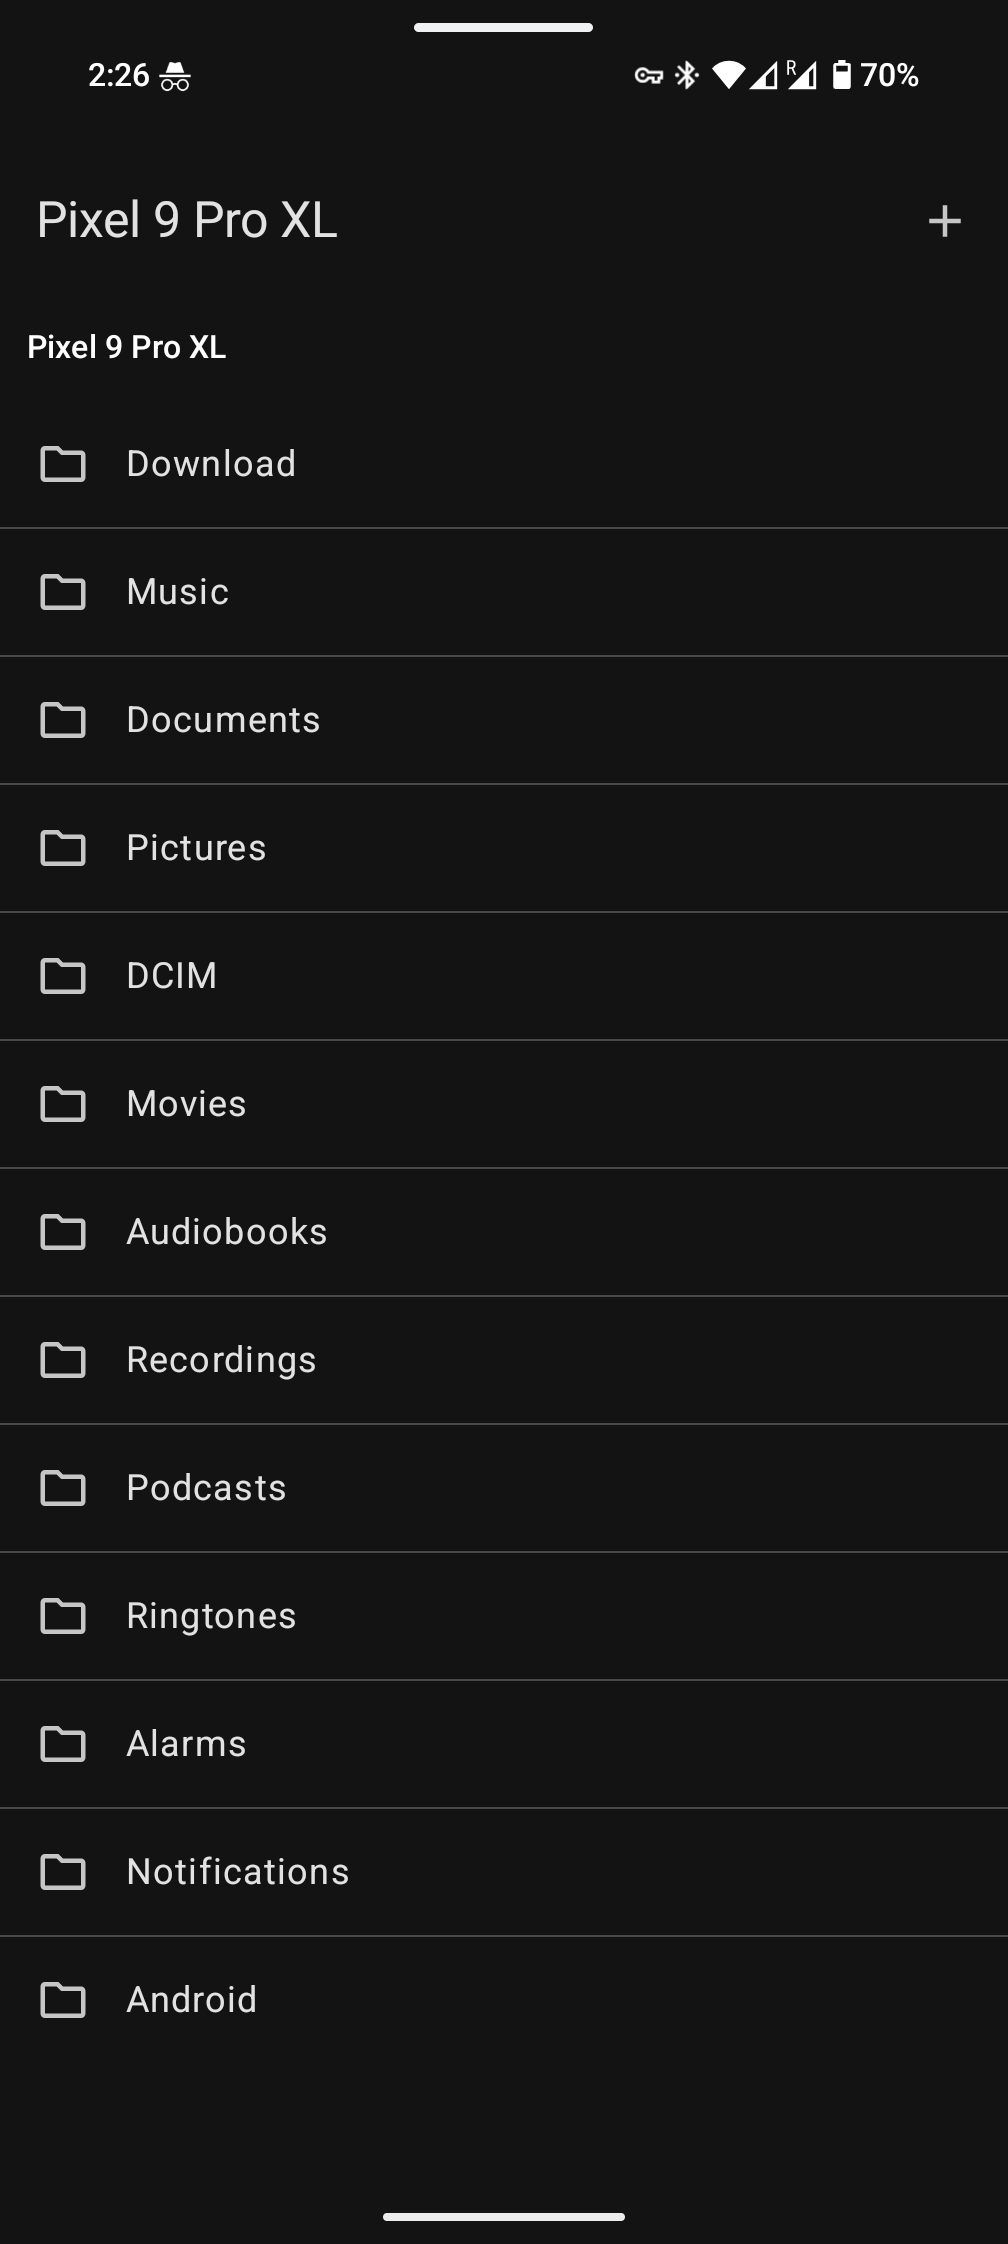 2:26 R 70%
Pixel 9 Pro XL
Pixel 9 Pro XL
Download
Music
Documents
Pictures
DCIM
Movies
Audiobooks
Recordings
Podcasts
Ringtones
Alarms
Notifications
Android